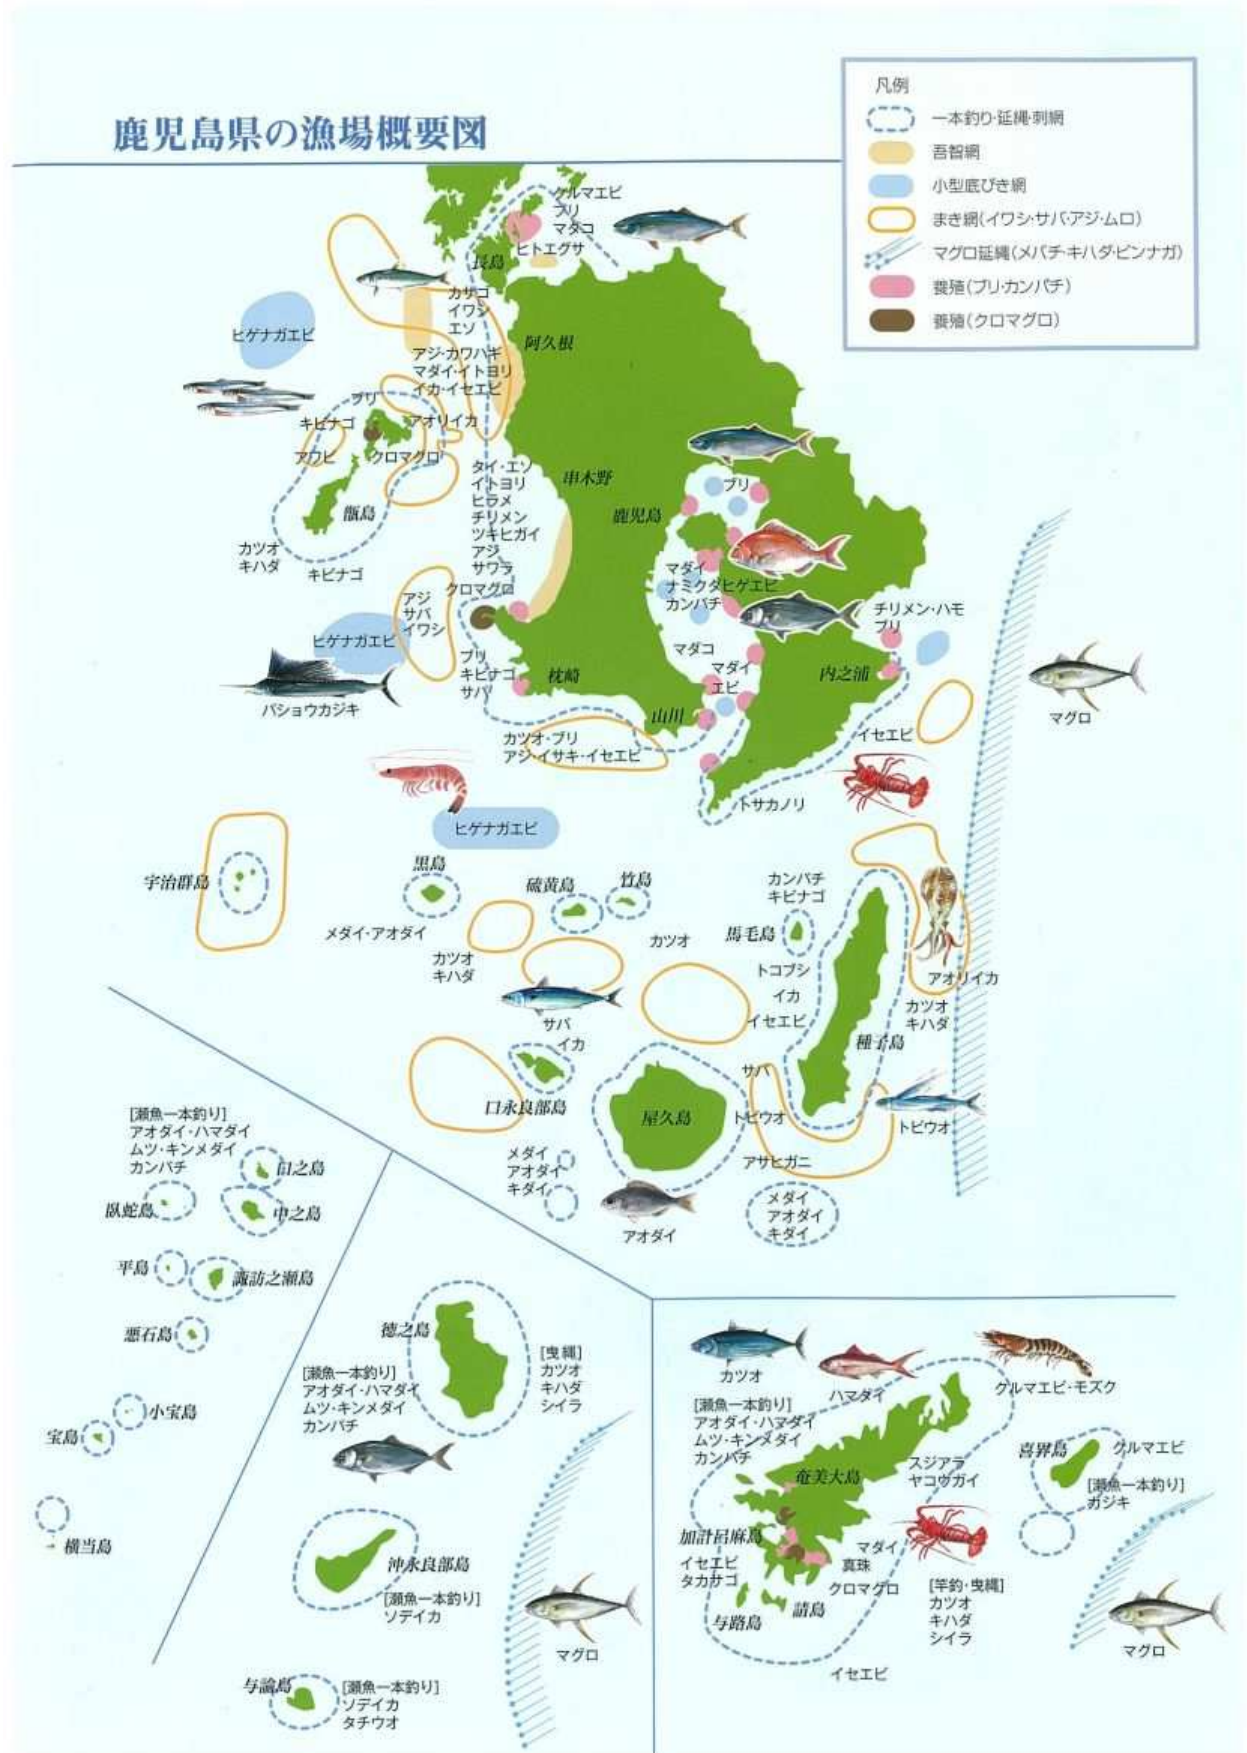 鹿児島県の漁場概要図
凡例
一本釣り・延縄・刺網
吾智網
小型底びき網
まき網(イワシ・サバ・アジ・ムロ)
マグロ延縄(メバチ・キハダ・ビンナガ)
養殖(ブリ・カンパチ)
養殖(クロマグロ)
クルマエビ
ブリ
マダコ
ヒトエグサ
長島
カサゴ
イワシ
エソ
ヒゲナガエビ
阿久根
アジ・カワハギ
マダイ・イトヨリ
イカ・イセエビ
ブリ
キビナゴ
アオリイカ
アワビ
クロマグロ
甑島
カツオ
キハダ
キビナゴ
タイ・エソ
イトヨリ
ヒラメ
チリメン
ツキヒガイ
アジ
サワラ
クロマグロ
串木野
鹿児島
ブリ
マダイ
ナミクダヒゲエビ
カンパチ
マダコ
マダイ
エビ
チリメン・ハモ
ブリ
内之浦
アジ
サバ
イワシ
ヒゲナガエビ
バショウカジキ
ブリ
キビナゴ
サバ
枕崎
山川
カツオ・ブリ
アジ・イサキ・イセエビ
イセエビ
マグロ
トサカノリ
ヒゲナガエビ
宇治群島
黒島
硫黄島
竹島
メダイ・アオダイ
カツオ
キハダ
カツオ
カンパチ
キビナゴ
馬毛島
トコブシ
イカ
イセエビ
アオリイカ
カツオ
キハダ
種子島
サバ
イカ
口永良部島
屋久島
サバ
トビウオ
トビウオ
アサヒガニ
メダイ
アオダイ
キダイ
アオダイ
メダイ
アオダイ
キダイ
[瀬魚一本釣り]
アオダイ・ハマダイ
ムツ・キンメダイ
カンパチ
口之島
臥蛇島
中之島
平島
諏訪之瀬島
悪石島
小宝島
宝島
横当島
徳之島
[瀬魚一本釣り]
アオダイ・ハマダイ
ムツ・キンメダイ
カンパチ
[曳縄]
カツオ
キハダ
シイラ
沖永良部島
[瀬魚一本釣り]
ソデイカ
マグロ
与論島
[瀬魚一本釣り]
ソデイカ
タチウオ
カツオ
ハマダイ
クルマエビ・モズク
[瀬魚一本釣り]
アオダイ・ハマダイ
ムツ・キンメダイ
カンパチ
奄美大島
スジアラ
ヤコウガイ
喜界島
クルマエビ
[瀬魚一本釣り]
カジキ
加計呂麻島
イセエビ
タカサゴ
マダイ
真珠
クロマグロ
与路島
請島
[竿釣・曳縄]
カツオ
キハダ
シイラ
イセエビ
マグロ